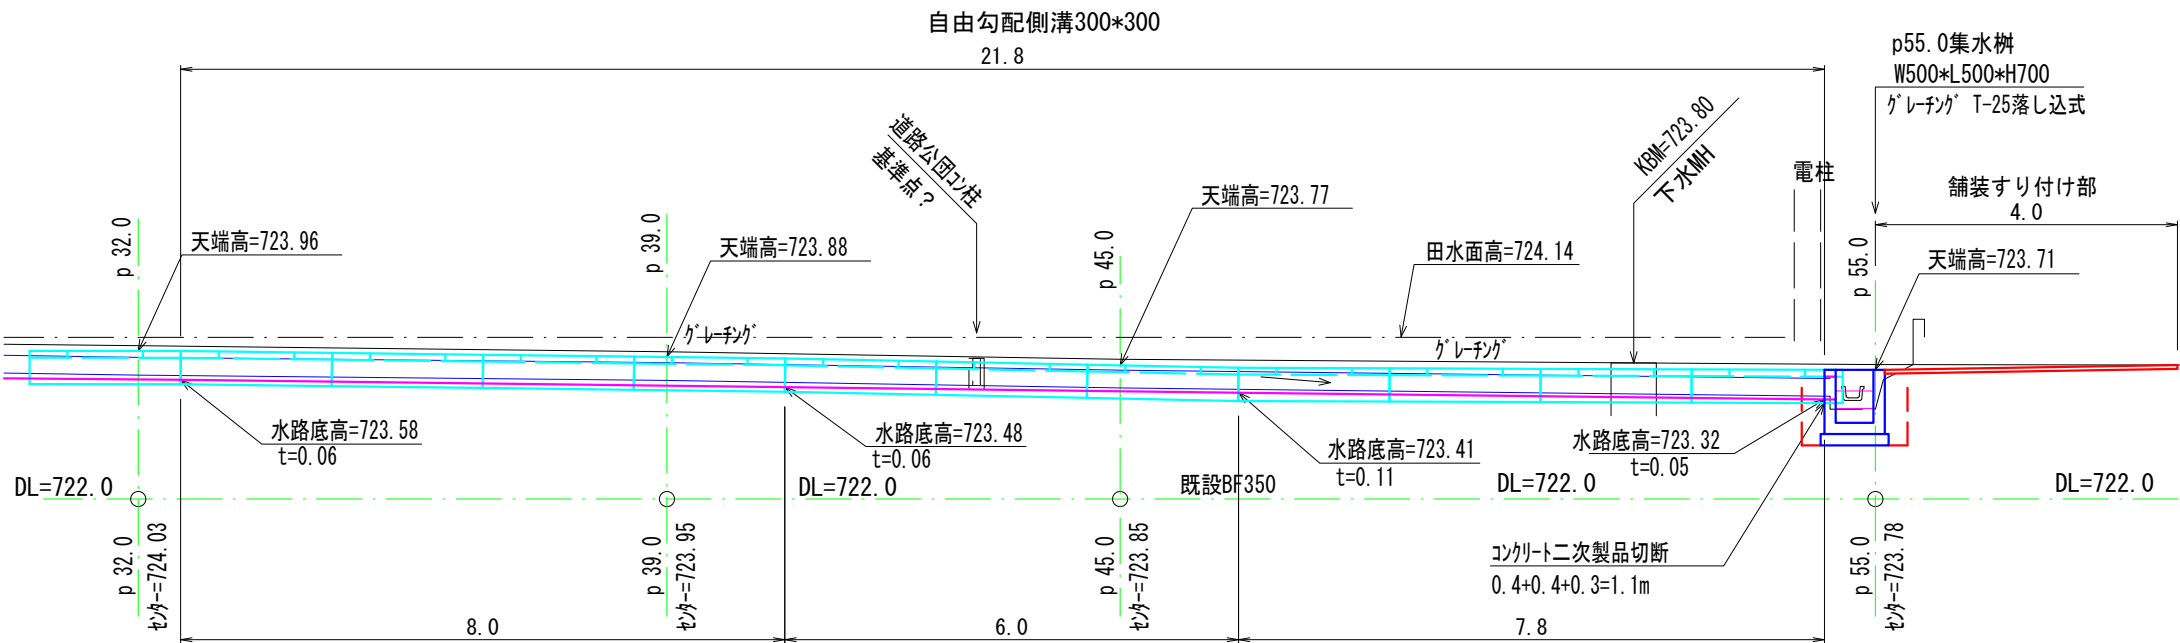 自由勾配側溝300*300
21.8
p55.0集水桝
W500*L500*H700
グレーチング T-25落し込式
道路公団コン柱
基準点?
KBM=723.80
下水MH
電柱
舗装すり付け部
4.0
p 32.0
天端高=723.96
p 39.0
天端高=723.88
p 45.0
天端高=723.77
田水面高=724.14
p 55.0
天端高=723.71
グレーチング
グレーチング
水路底高=723.58
t=0.06
水路底高=723.48
t=0.06
水路底高=723.41
t=0.11
水路底高=723.32
t=0.05
DL=722.0
DL=722.0
既設BF350
DL=722.0
DL=722.0
p 32.0
センター=724.03
p 39.0
センター=723.95
p 45.0
センター=723.85
コンクリート二次製品切断
0.4+0.4+0.3=1.1m
p 55.0
センター=723.78
8.0
6.0
7.8